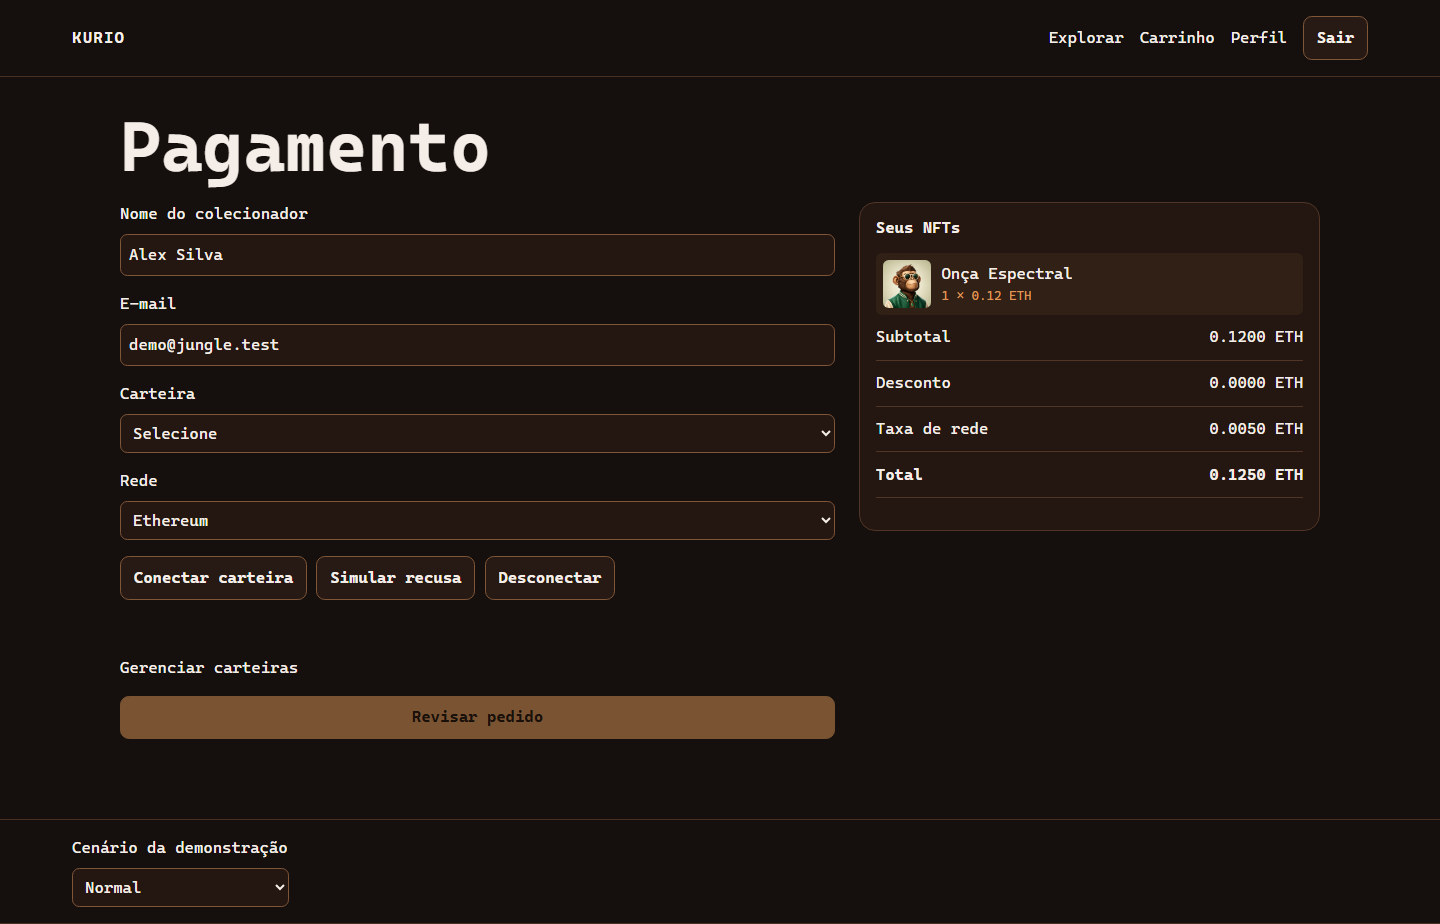 KURIO
Explorar Carrinho Perfil Sair
Pagamento
Nome do colecionador
Alex Silva
E-mail
demo@jungle.test
Carteira
Selecione
Rede
Ethereum
Conectar carteira Simular recusa Desconectar
Gerenciar carteiras
Revisar pedido
Seus NFTs
Onça Espectral
1 × 0.12 ETH
Subtotal 0.1200 ETH
Desconto 0.0000 ETH
Taxa de rede 0.0050 ETH
Total 0.1250 ETH
Cenário da demonstração
Normal